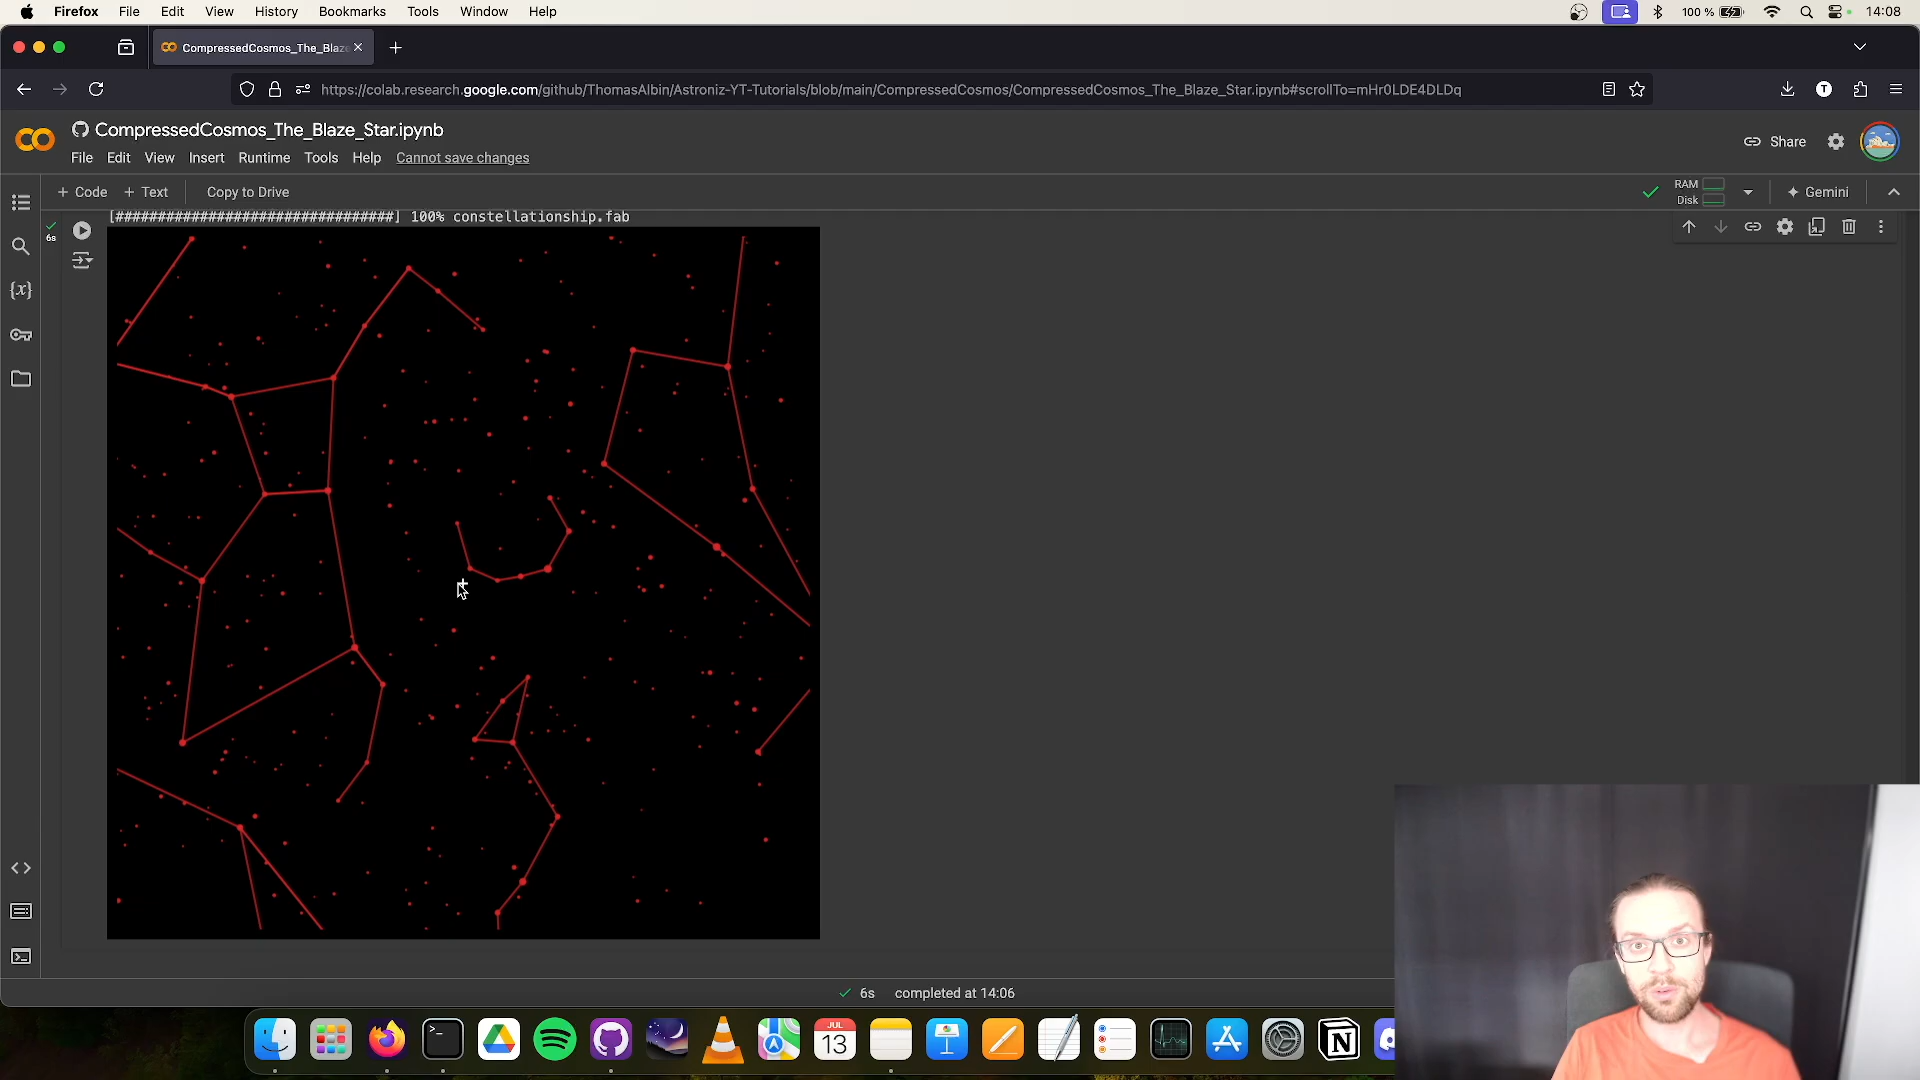 Firefox File Edit View History Bookmarks Tools Window Help 100 % 14:08
CompressedCosmos_The_Blaze
https://colab.research.google.com/github/ThomasAlbin/Astroniz-YT-Tutorials/blob/main/CompressedCosmos/CompressedCosmos_The_Blaze_Star.ipynb#scrollTo=mHr0LDE4DLDq
T
CompressedCosmos_The_Blaze_Star.ipynb
Share
File Edit View Insert Runtime Tools Help Cannot save changes
+ Code + Text Copy to Drive
RAM
Disk
Gemini
[#################################] 100% constellationship.fab
6s
{x}
6s completed at 14:06
JUL
13